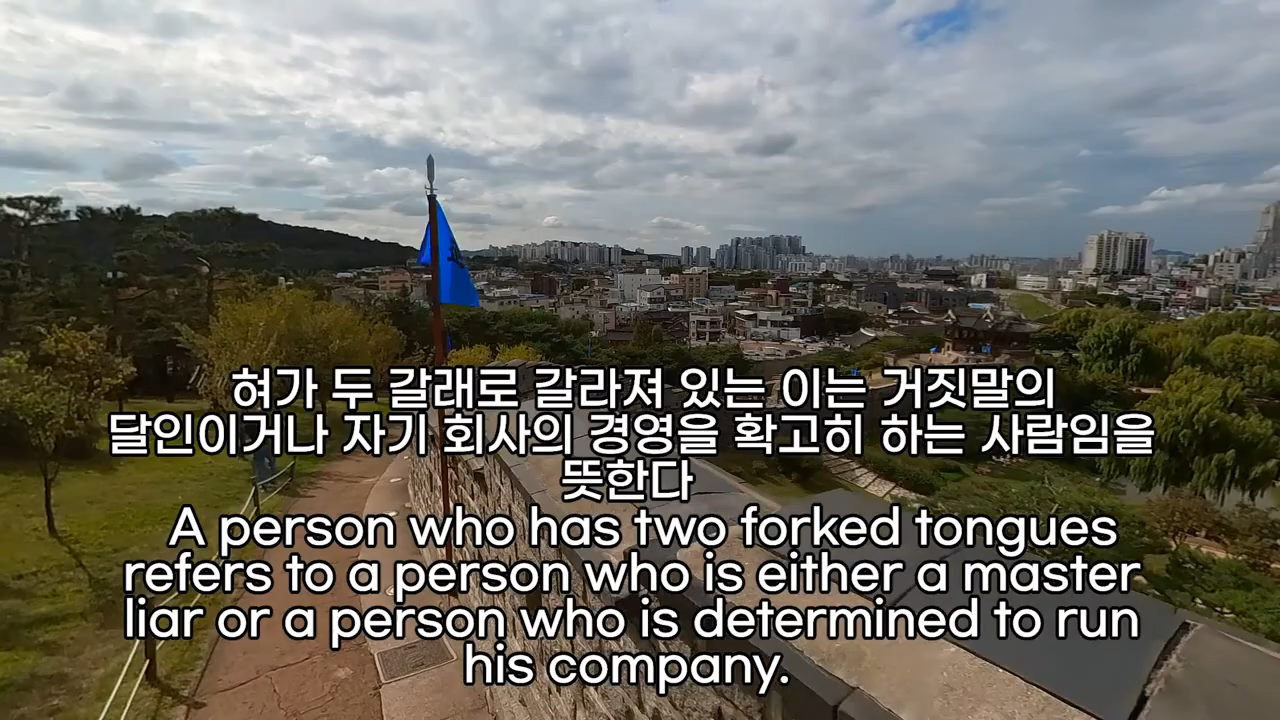 혀가 두 갈래로 갈라져 있는 이는 거짓말의
달인이거나 자기 회사의 경영을 확고히 하는 사람임을
뜻한다
A person who has two forked tongues
refers to a person who is either a master
liar or a person who is determined to run
his company.